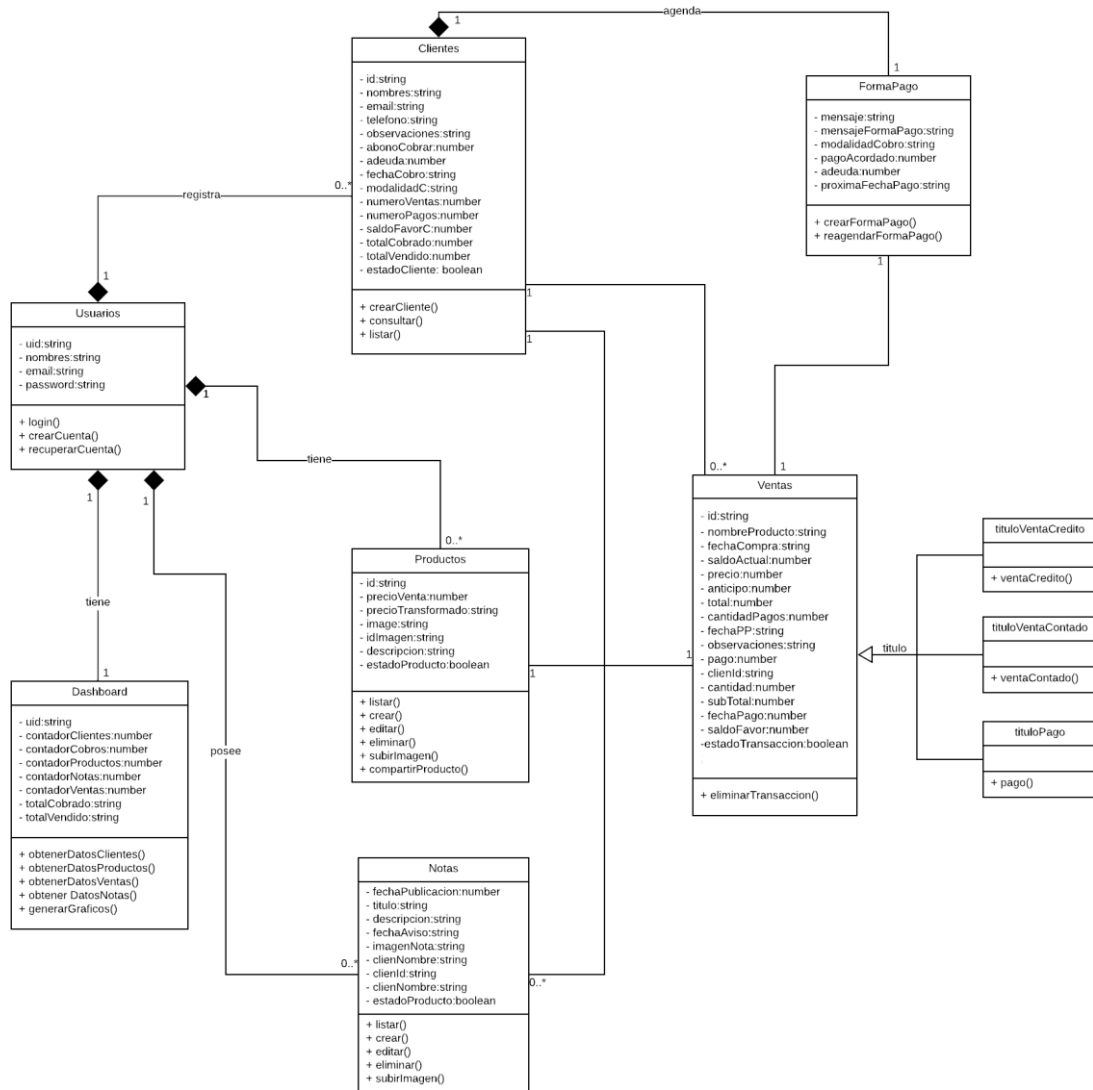 agenda
1
1
Clientes
- id:string
- nombres:string
- email:string
- telefono:string
- observaciones:string
- abonoCobrar:number
- adeuda:number
- fechaCobro:string
- modalidadC:string
- numeroVentas:number
- numeroPagos:number
- saldoFavorC:number
- totalCobrado:number
- totalVendido:number
- estadoCliente: boolean
+ crearCliente()
+ consultar()
+ listar()
FormaPago
- mensaje:string
- mensajeFormaPago:string
- modalidadCobro:string
- pagoAcordado:number
- adeuda:number
- proximaFechaPago:string
+ crearFormaPago()
+ reagendarFormaPago()
1
registra
0..*
1
1
1
Usuarios
- uid:string
- nombres:string
- email:string
- password:string
+ login()
+ crearCuenta()
+ recuperarCuenta()
1
1
1
tiene
0..*
0..*
1
Productos
- id:string
- precioVenta:number
- precioTransformado:string
- image:string
- idImagen:string
- descripcion:string
- estadoProducto:boolean
+ listar()
+ crear()
+ editar()
+ eliminar()
+ subirImagen()
+ compartirProducto()
1
1
Ventas
- id:string
- nombreProducto:string
- fechaCompra:string
- saldoActual:number
- precio:number
- anticipo:number
- total:number
- cantidadPagos:number
- fechaPP:string
- observaciones:string
- pago:number
- clienId:string
- cantidad:number
- subTotal:number
- fechaPago:number
- saldoFavor:number
-estadoTransaccion:boolean
+ eliminarTransaccion()
titulo
tituloVentaCredito
+ ventaCredito()
tituloVentaContado
+ ventaContado()
tituloPago
+ pago()
tiene
1
Dashboard
- uid:string
- contadorClientes:number
- contadorCobros:number
- contadorProductos:number
- contadorNotas:number
- contadorVentas:number
- totalCobrado:string
- totalVendido:string
+ obtenerDatosClientes()
+ obtenerDatosProductos()
+ obtenerDatosVentas()
+ obtener DatosNotas()
+ generarGraficos()
posee
0..*
0..*
Notas
- fechaPublicacion:number
- titulo:string
- descripcion:string
- fechaAviso:string
- imagenNota:string
- clienNombre:string
- clienId:string
- clienNombre:string
- estadoProducto:boolean
+ listar()
+ crear()
+ editar()
+ eliminar()
+ subirImagen()